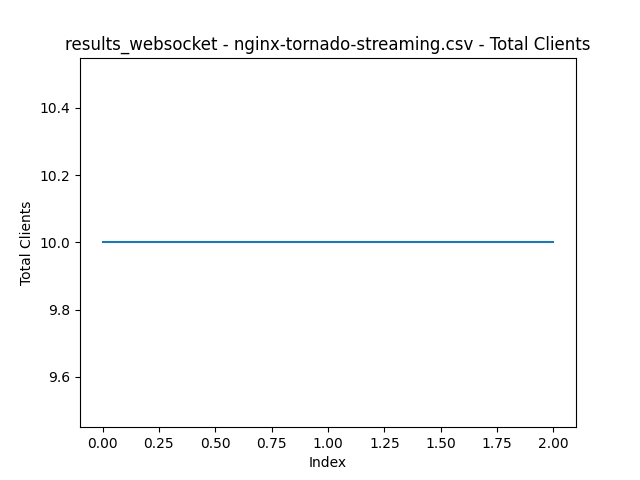 results_websocket - nginx-tornado-streaming.csv - Total Clients
10.4
10.2
10.0
9.8
9.6
Total Clients
0.00 0.25 0.50 0.75 1.00 1.25 1.50 1.75 2.00
Index